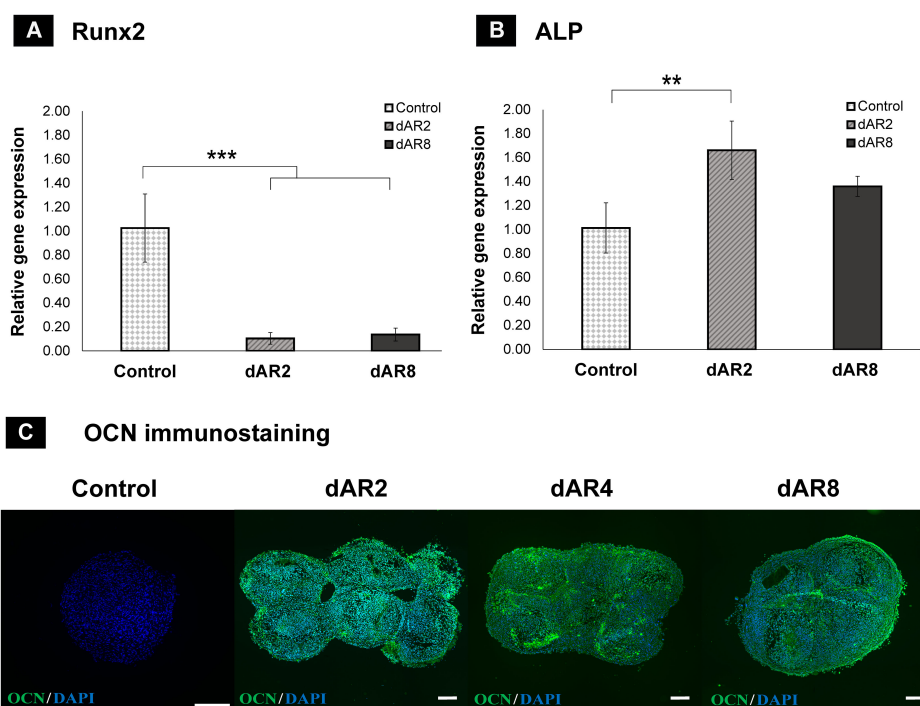 A Runx2
Relative gene expression
2.00
1.80
1.60
1.40
1.20
1.00
0.80
0.60
0.40
0.20
0.00
***
Control
dAR2
dAR8
Control dAR2 dAR8
B ALP
Relative gene expression
2.00
1.80
1.60
1.40
1.20
1.00
0.80
0.60
0.40
0.20
0.00
**
Control
dAR2
dAR8
Control dAR2 dAR8
C OCN immunostaining
Control dAR2 dAR4 dAR8
OCN/DAPI OCN/DAPI OCN/DAPI OCN/DAPI